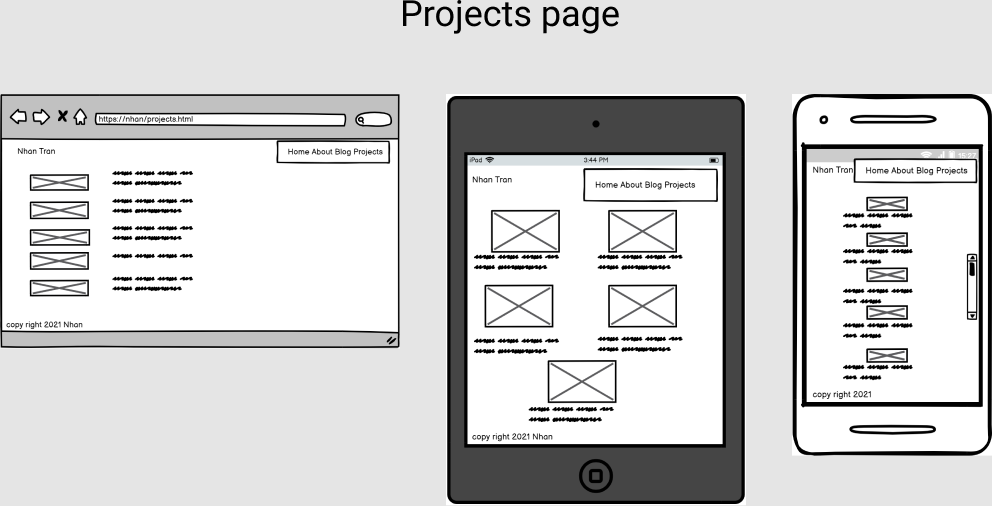 Projects page
https://nhan/projects.html
Nhan Tran
Home About Blog Projects
copy right 2021 Nhan
iPad
3:44 PM
Nhan Tran
Home About Blog Projects
copy right 2021 Nhan
Nhan Tran
Home About Blog Projects
copy right 2021